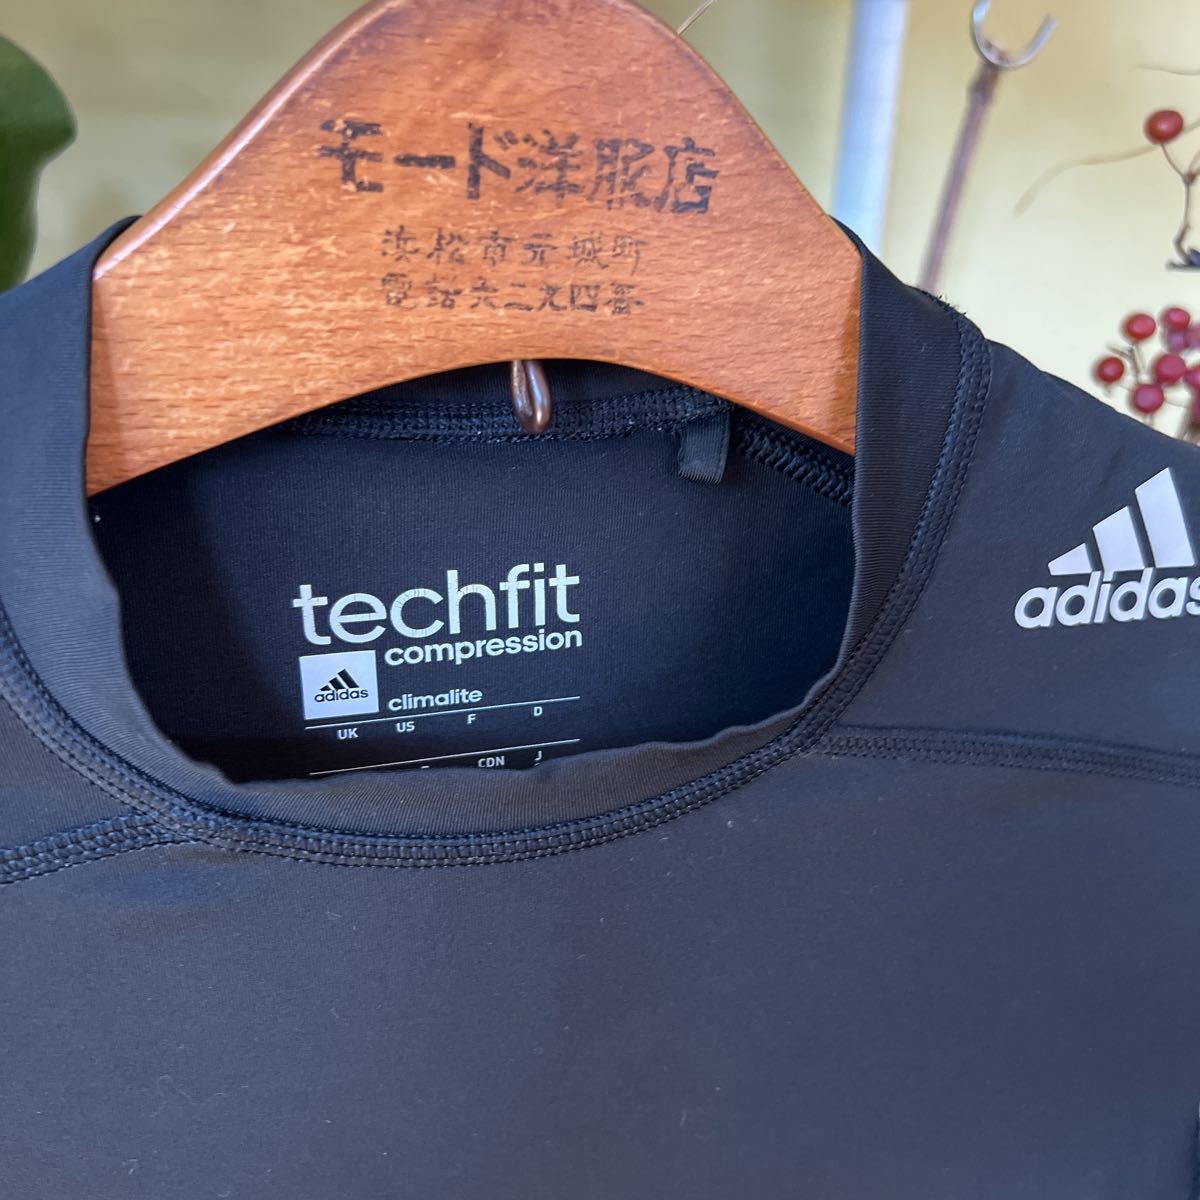 モード洋服店
浜松市元城町
電話六二九四番
techfit
compression
adidas
climalite
UK US F D
CDN J
adidas